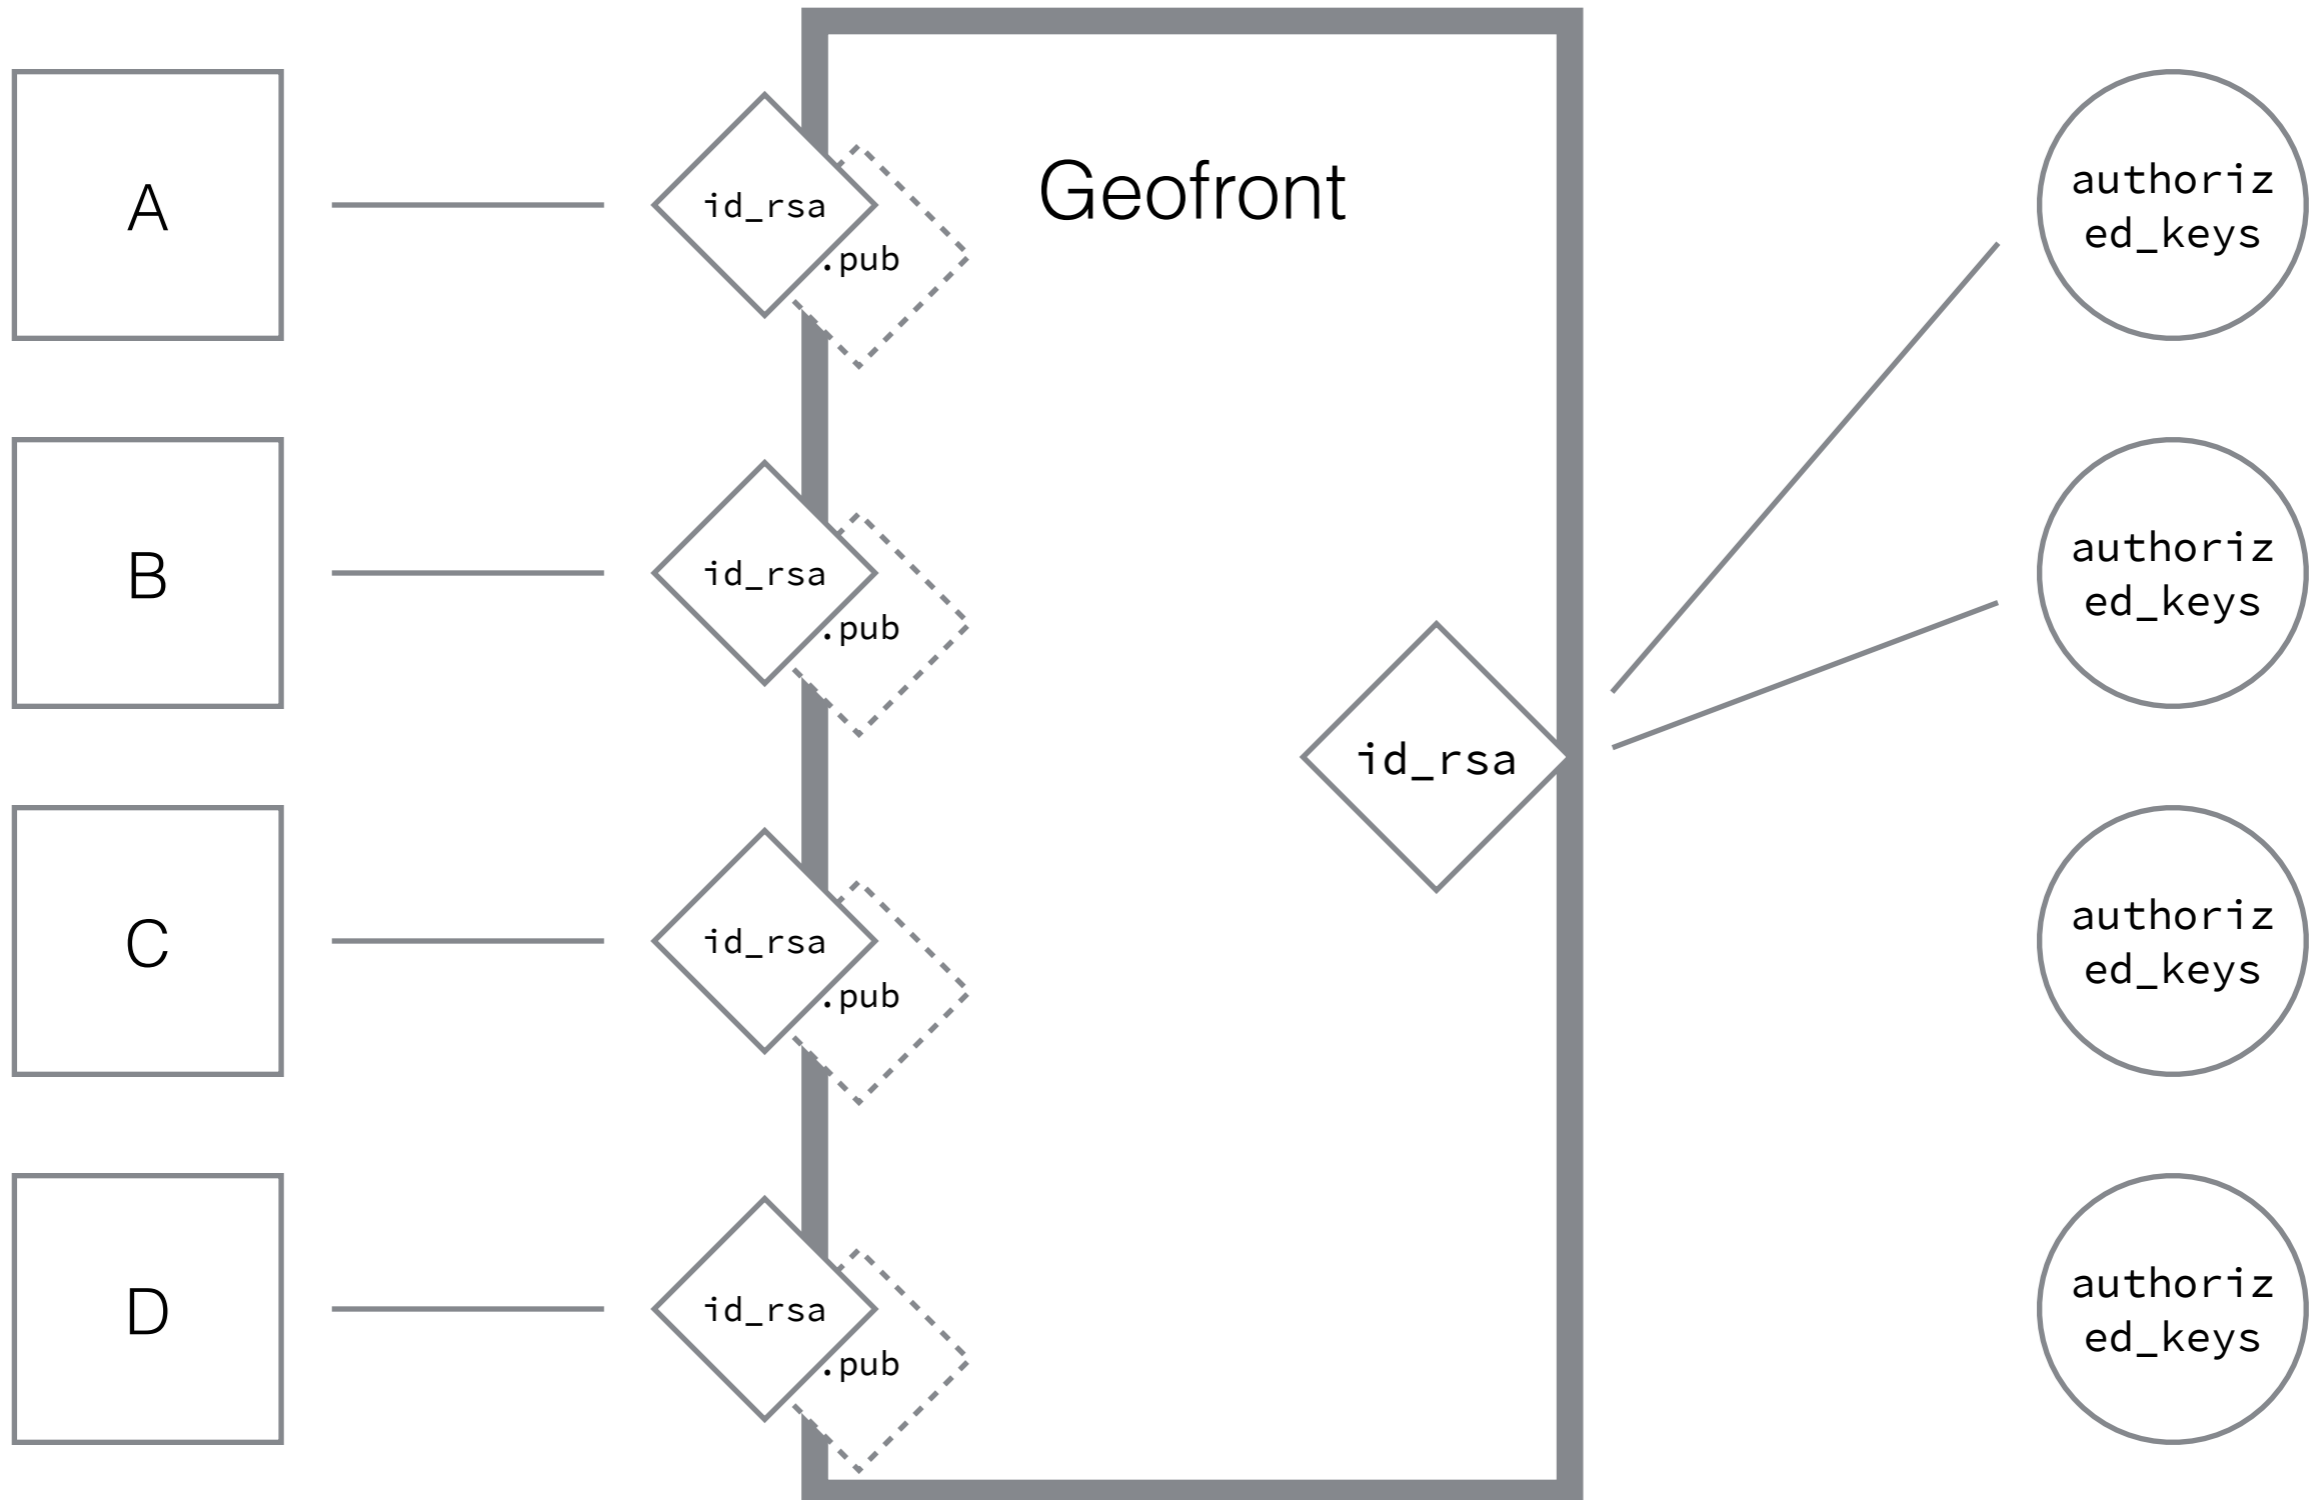 A
id_rsa
.pub
Geofront
authoriz
ed_keys
B
id_rsa
.pub
authoriz
ed_keys
id_rsa
C
id_rsa
.pub
authoriz
ed_keys
D
id_rsa
.pub
authoriz
ed_keys